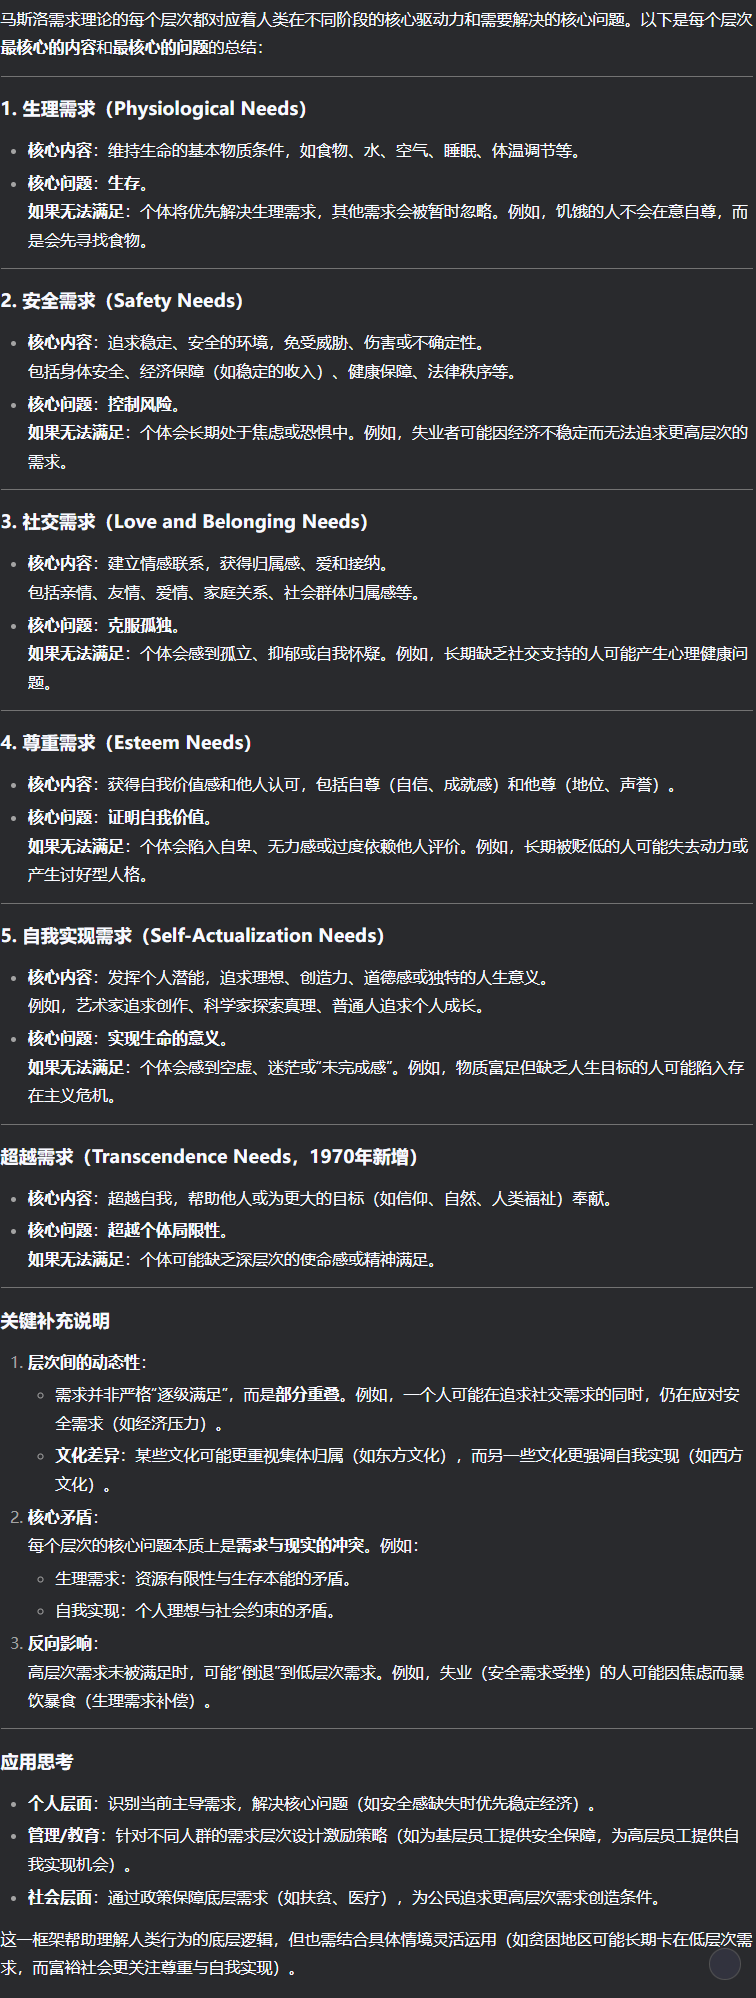 马斯洛需求理论的每个层次都对应着人类在不同阶段的核心驱动力和需要解决的核心问题。以下是每个层次
最核心的内容和最核心的问题的总结：
1. 生理需求（Physiological Needs）
• 核心内容：维持生命的基本物质条件，如食物、水、空气、睡眠、体温调节等。
• 核心问题：生存。
如果无法满足：个体将优先解决生理需求，其他需求会被暂时忽略。例如，饥饿的人不会在意自尊，而
是会先寻找食物。
2. 安全需求（Safety Needs）
• 核心内容：追求稳定、安全的环境，免受威胁、伤害或不确定性。
包括身体安全、经济保障（如稳定的收入）、健康保障、法律秩序等。
• 核心问题：控制风险。
如果无法满足：个体会长期处于焦虑或恐惧中。例如，失业者可能因经济不稳定而无法追求更高层次的
需求。
3. 社交需求（Love and Belonging Needs）
• 核心内容：建立情感联系，获得归属感、爱和接纳。
包括亲情、友情、爱情、家庭关系、社会群体归属感等。
• 核心问题：克服孤独。
如果无法满足：个体会感到孤立、抑郁或自我怀疑。例如，长期缺乏社交支持的人可能产生心理健康问
题。
4. 尊重需求（Esteem Needs）
• 核心内容：获得自我价值感和他人认可，包括自尊（自信、成就感）和他尊（地位、声誉）。
• 核心问题：证明自我价值。
如果无法满足：个体会陷入自卑、无力感或过度依赖他人评价。例如，长期被贬低的人可能失去动力或
产生讨好型人格。
5. 自我实现需求（Self-Actualization Needs）
• 核心内容：发挥个人潜能，追求理想、创造力、道德感或独特的人生意义。
例如，艺术家追求创作、科学家探索真理、普通人追求个人成长。
• 核心问题：实现生命的意义。
如果无法满足：个体会感到空虚、迷茫或“未完成感”。例如，物质富足但缺乏人生目标的人可能陷入存
在主义危机。
超越需求（Transcendence Needs，1970年新增）
• 核心内容：超越自我，帮助他人或为更大的目标（如信仰、自然、人类福祉）奉献。
• 核心问题：超越个体局限性。
如果无法满足：个体可能缺乏深层次的使命感或精神满足。
关键补充说明
1. 层次间的动态性：
◦ 需求并非严格“逐级满足”，而是部分重叠。例如，一个人可能在追求社交需求的同时，仍在应对安
全需求（如经济压力）。
◦ 文化差异：某些文化可能更重视集体归属（如东方文化），而另一些文化更强调自我实现（如西方
文化）。
2. 核心矛盾：
每个层次的核心问题本质上是需求与现实的冲突。例如：
◦ 生理需求：资源有限性与生存本能的矛盾。
◦ 自我实现：个人理想与社会约束的矛盾。
3. 反向影响：
高层次需求未被满足时，可能“倒退”到低层次需求。例如，失业（安全需求受挫）的人可能因焦虑而暴
饮暴食（生理需求补偿）。
应用思考
• 个人层面：识别当前主导需求，解决核心问题（如安全感缺失时优先稳定经济）。
• 管理/教育：针对不同人群的需求层次设计激励策略（如为基层员工提供安全保障，为高层员工提供自
我实现机会）。
• 社会层面：通过政策保障底层需求（如扶贫、医疗），为公民追求更高层次需求创造条件。
这一框架帮助理解人类行为的底层逻辑，但也需结合具体情境灵活运用（如贫困地区可能长期卡在低层次需
求，而富裕社会更关注尊重与自我实现）。